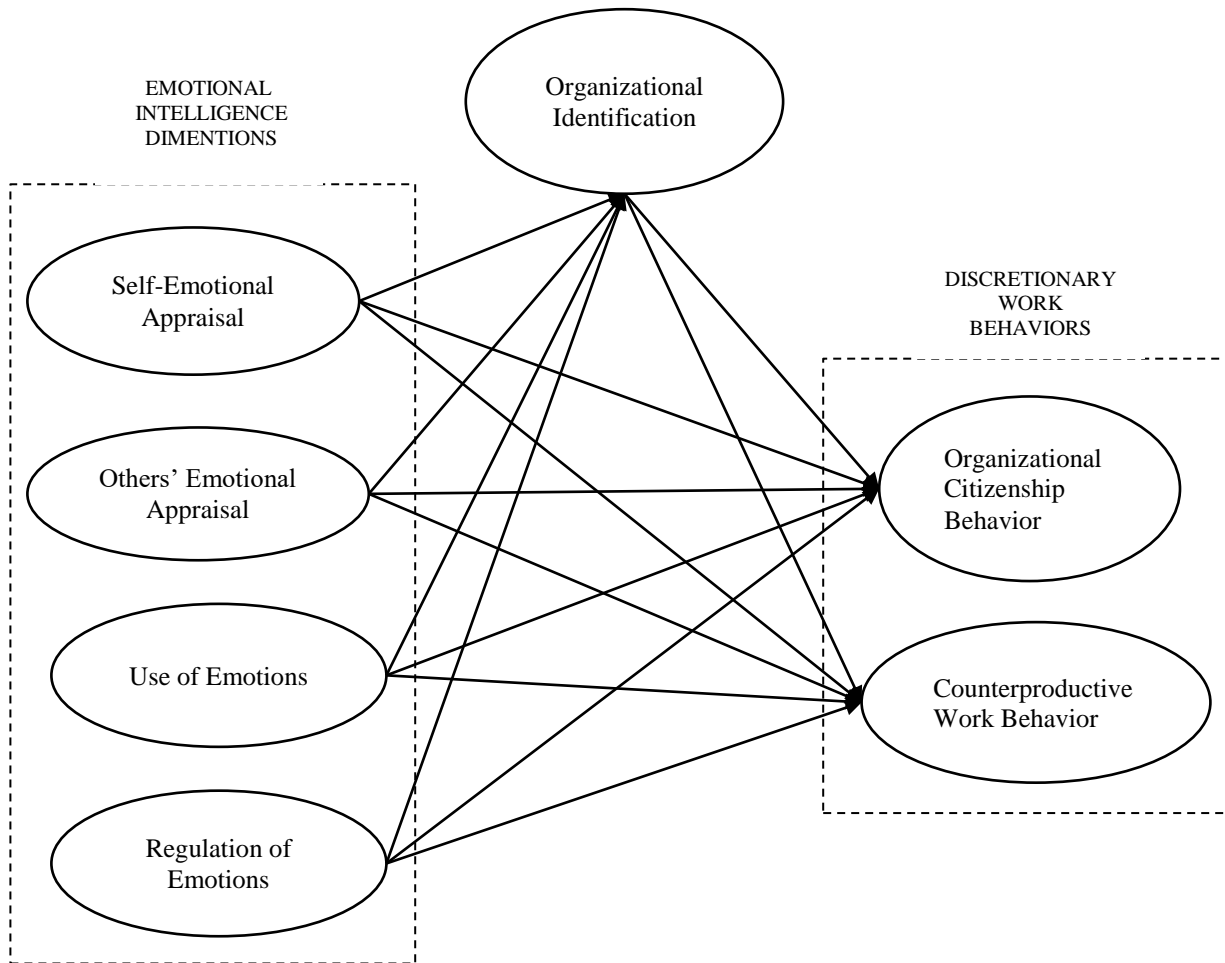 EMOTIONAL
INTELLIGENCE
DIMENTIONS
Organizational
Identification
Self-Emotional
Appraisal
Others’ Emotional
Appraisal
Use of Emotions
Regulation of
Emotions
DISCRETIONARY
WORK
BEHAVIORS
Organizational
Citizenship
Behavior
Counterproductive
Work Behavior